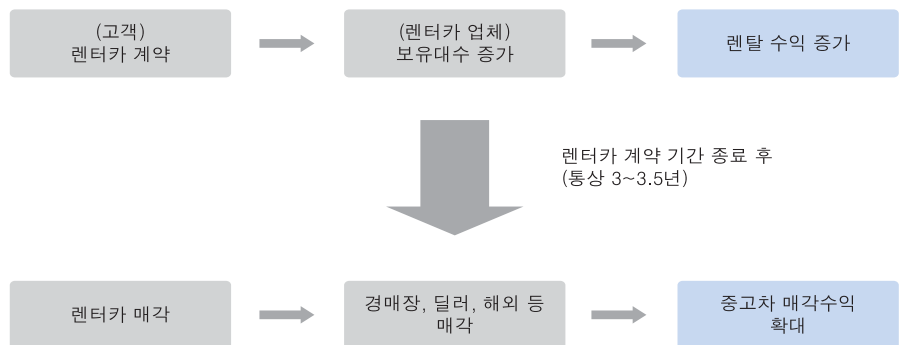 (고객)
렌터카 계약
(렌터카 업체)
보유대수 증가
렌탈 수익 증가
렌터카 계약 기간 종료 후
(통상 3~3.5년)
렌터카 매각
경매장, 딜러, 해외 등
매각
중고차 매각수익
확대